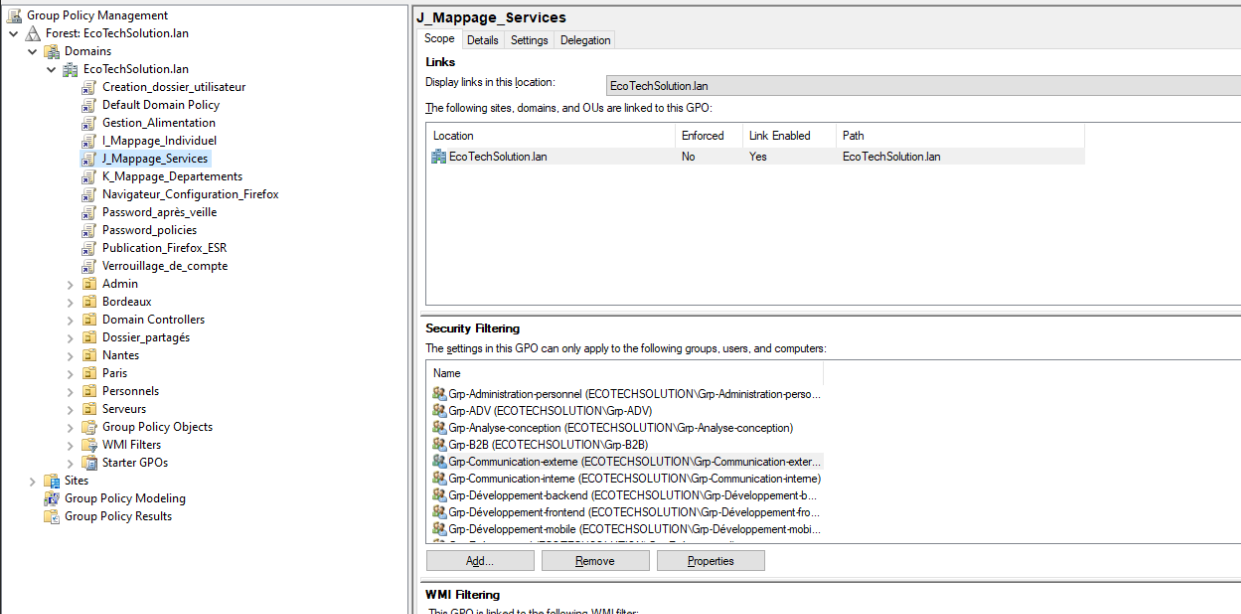 Group Policy Management
Forest: EcoTechSolution.lan
Domains
EcoTechSolution.lan
Creation_dossier_utilisateur
Default Domain Policy
Gestion_Alimentation
I_Mappage_Individuel
J_Mappage_Services
K_Mappage_Departements
Navigateur_Configuration_Firefox
Password_après_veille
Password_policies
Publication_Firefox_ESR
Verrouillage_de_compte
Admin
Bordeaux
Domain Controllers
Dossier_partagés
Nantes
Paris
Personnels
Serveurs
Group Policy Objects
WMI Filters
Starter GPOs
Sites
Group Policy Modeling
Group Policy Results
J_Mappage_Services
Scope Details Settings Delegation
Links
Display links in this location: EcoTechSolution.lan
The following sites, domains, and OUs are linked to this GPO:
Location Enforced Link Enabled Path
EcoTechSolution.lan No Yes EcoTechSolution.lan
Security Filtering
The settings in this GPO can only apply to the following groups, users, and computers:
Name
Grp-Administration-personnel (ECOTECHSOLUTION\Grp-Administration-perso...
Grp-ADV (ECOTECHSOLUTION\Grp-ADV)
Grp-Analyse-conception (ECOTECHSOLUTION\Grp-Analyse-conception)
Grp-B2B (ECOTECHSOLUTION\Grp-B2B)
Grp-Communication-externe (ECOTECHSOLUTION\Grp-Communication-exter...
Grp-Communication-interne (ECOTECHSOLUTION\Grp-Communication-interne)
Grp-Développement-backend (ECOTECHSOLUTION\Grp-Développement-b...
Grp-Développement-frontend (ECOTECHSOLUTION\Grp-Développement-fro...
Grp-Développement-mobile (ECOTECHSOLUTION\Grp-Développement-mobi...
Add... Remove Properties
WMI Filtering
This GPO is linked to the following WMI filter: